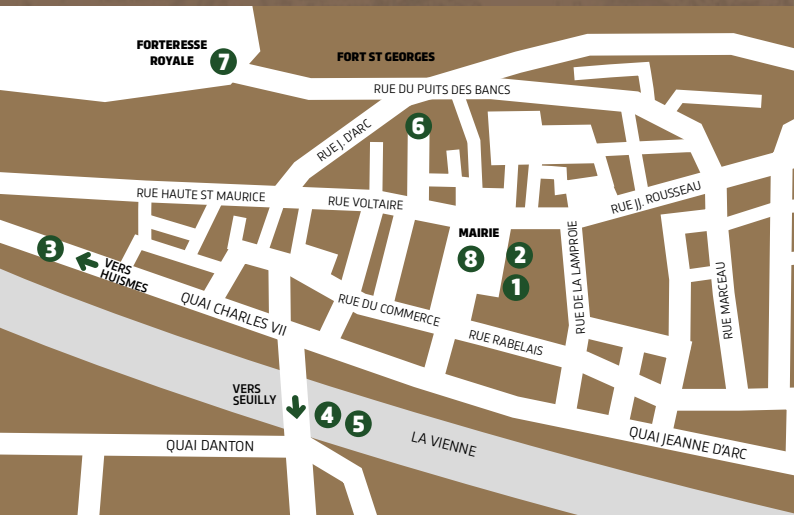 FORTERESSE
ROYALE
7
FORT ST GEORGES
RUE DU PUITS DES BANCS
6
RUE J. D'ARC
RUE HAUTE ST MAURICE
RUE VOLTAIRE
RUE JJ. ROUSSEAU
MAIRIE
8
2
1
3
VERS
HUISMES
QUAI CHARLES VII
RUE DU COMMERCE
RUE RABELAIS
RUE DE LA LAMPROIE
RUE MARCEAU
VERS
SEUILLY
4
5
QUAI DANTON
LA VIENNE
QUAI JEANNE D'ARC